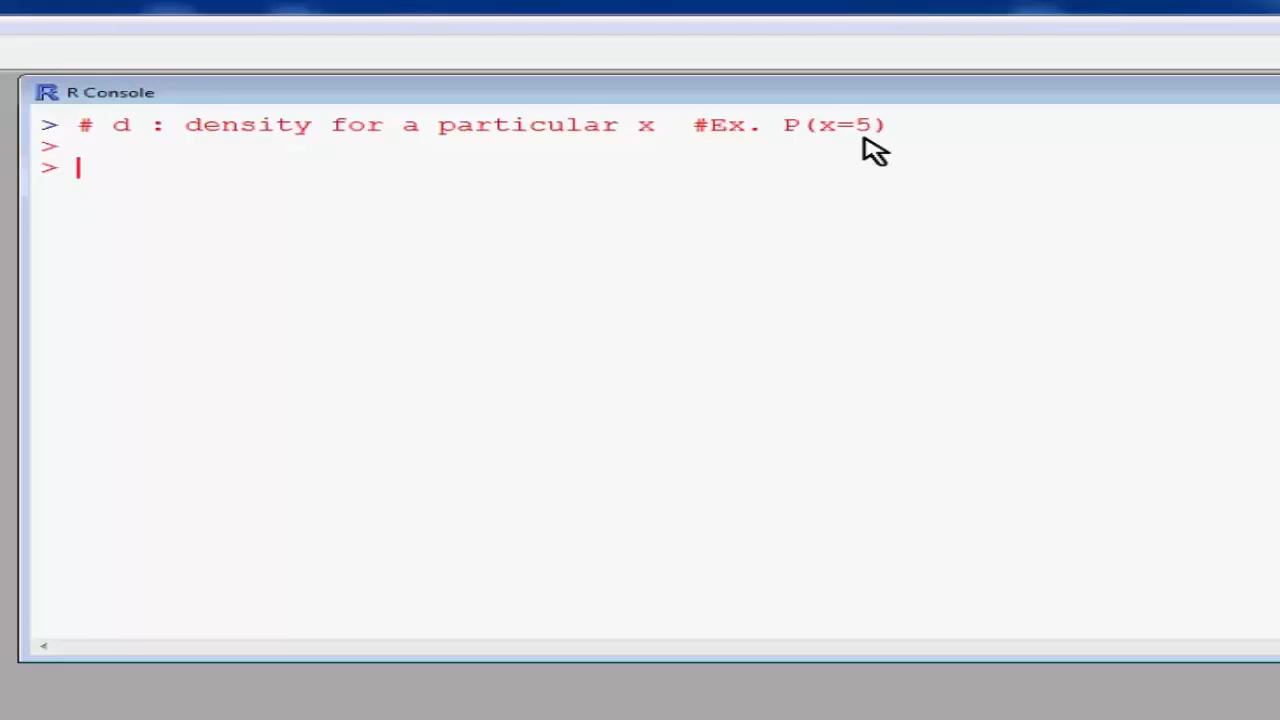 R Console
> # d : density for a particular x  #Ex. P(x=5)
>
>